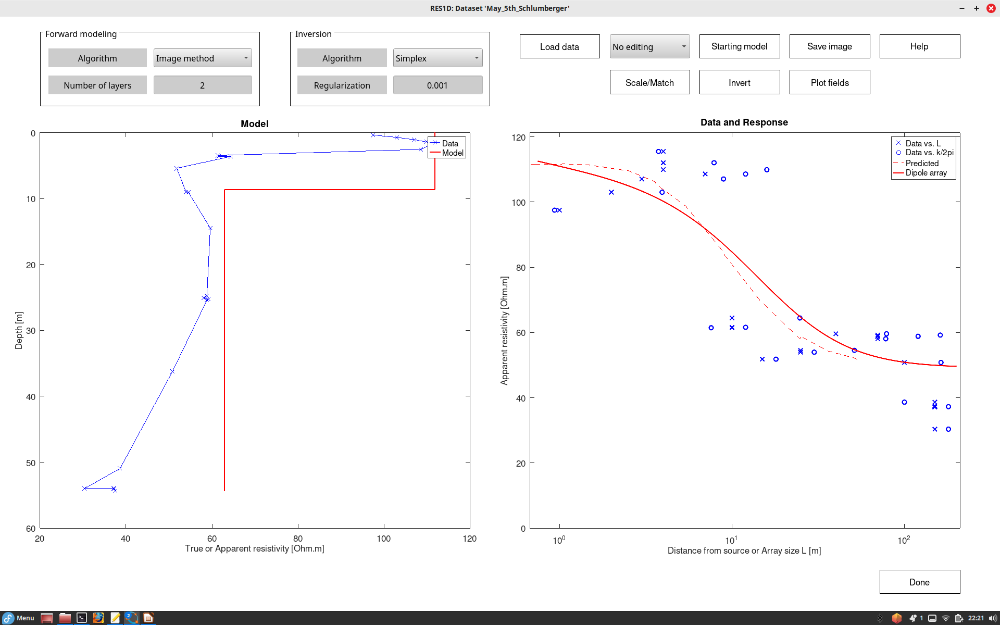 RES1D: Dataset 'May_5th_Schlumberger'
Forward modeling
Algorithm
Image method
Number of layers
2
Inversion
Algorithm
Simplex
Regularization
0.001
Load data
No editing
Starting model
Save image
Help
Scale/Match
Invert
Plot fields
Model
Data
Model
0
10
20
30
40
50
60
Depth [m]
20
40
60
80
100
120
True or Apparent resistivity [Ohm.m]
Data and Response
Data vs. L
Data vs. k/2pi
Predicted
Dipole array
120
100
80
60
40
20
0
Apparent resistivity [Ohm.m]
10⁰
10¹
10²
Distance from source or Array size L [m]
Done
Menu
2
1
22:21